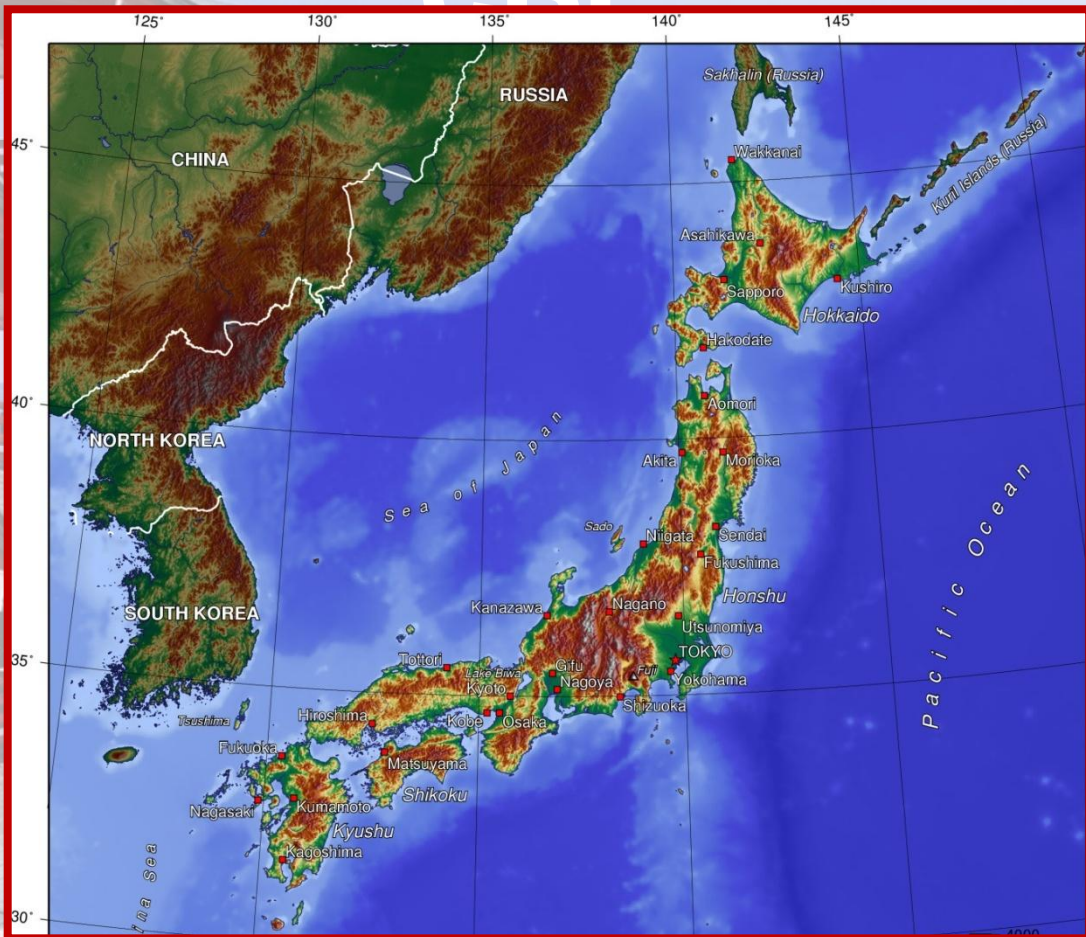 125°
130°
135°
140°
145°
Sakhalin (Russia)
RUSSIA
45°
CHINA
Wakkanai
Kuril Islands (Russia)
Asahikawa
Sapporo
Kushiro
Hokkaido
Hakodate
40°
Aomori
NORTH KOREA
Sea of Japan
Akita
Morioka
Pacific Ocean
Sado
Niigata
Sendai
Fukushima
Honshu
SOUTH KOREA
Kanazawa
Nagano
Utsunomiya
35°
TOKYO
Tottori
Lake Biwa
Gifu
Fuji
Yokohama
Kyoto
Nagoya
Shizuoka
Tsushima
Hiroshima
Kobe
Osaka
Fukuoka
Matsuyama
Shikoku
Nagasaki
Kumamoto
Kyushu
Kagoshima
ina Sea
30°